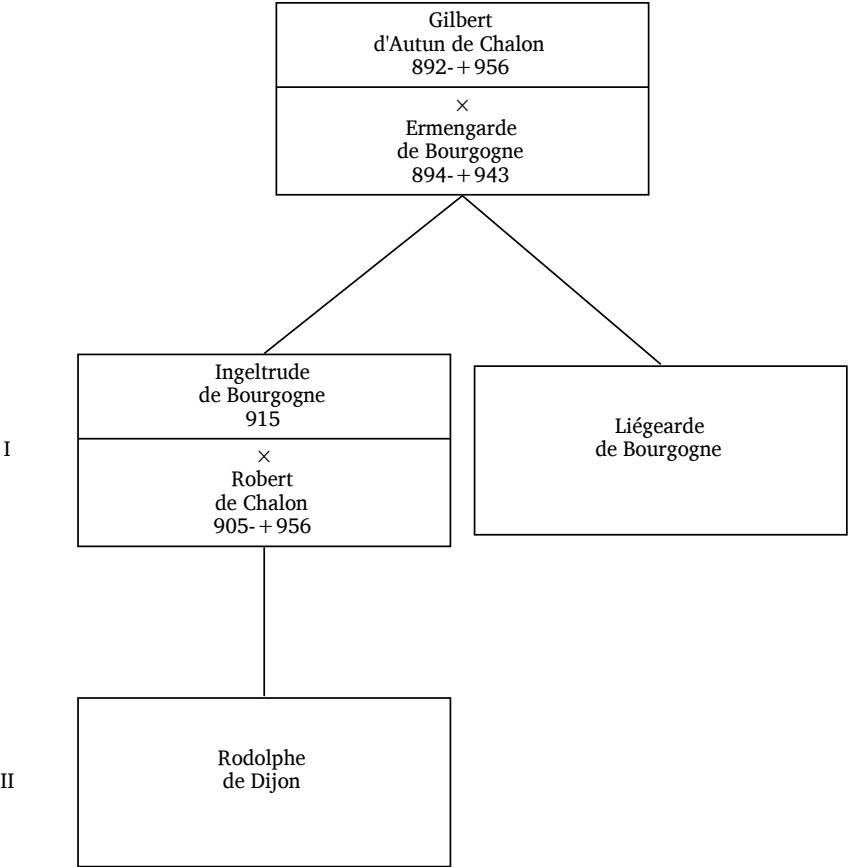 Gilbert
d'Autun de Chalon
892-+956
×
Ermengarde
de Bourgogne
894-+943
I
Ingeltrude
de Bourgogne
915
×
Robert
de Chalon
905-+956
Liégearde
de Bourgogne
II
Rodolphe
de Dijon